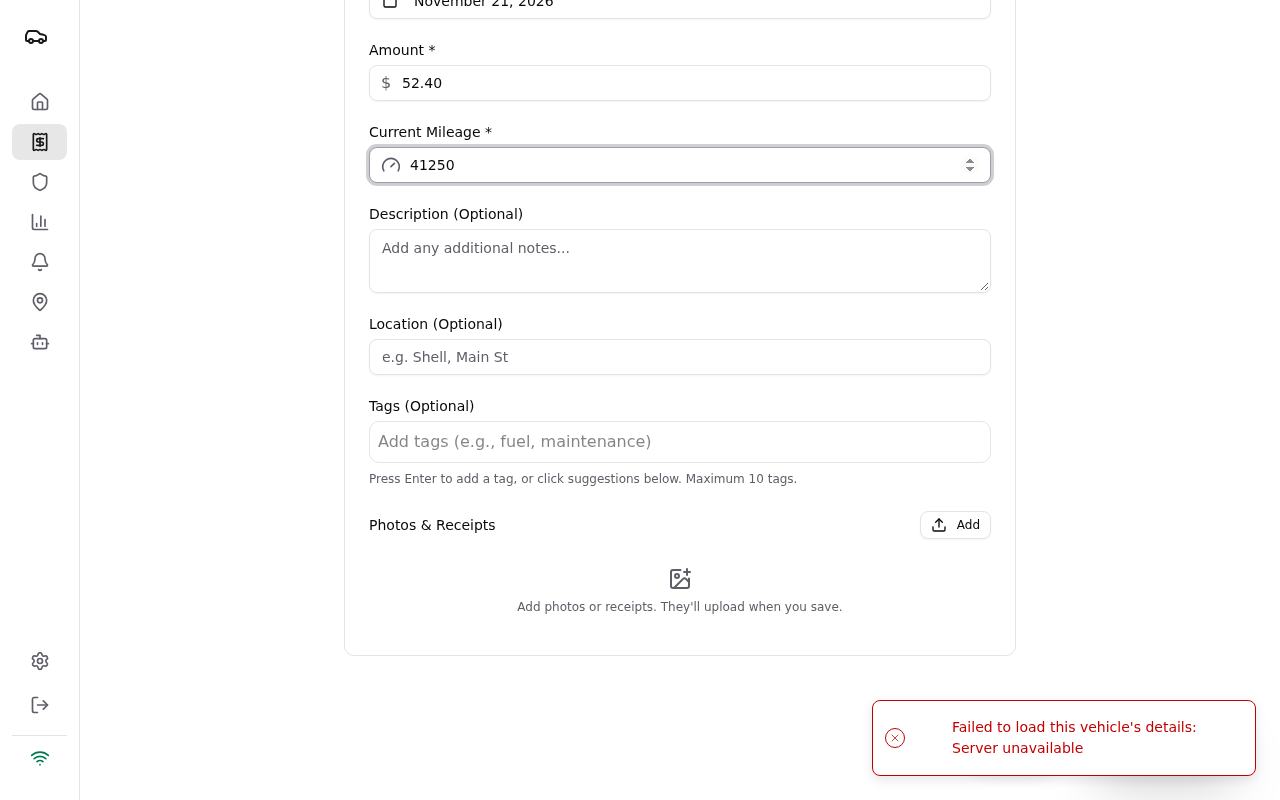 November 21, 2026
Amount *
$ 52.40
Current Mileage *
41250
Description (Optional)
Add any additional notes...
Location (Optional)
e.g. Shell, Main St
Tags (Optional)
Add tags (e.g., fuel, maintenance)
Press Enter to add a tag, or click suggestions below. Maximum 10 tags.
Photos & Receipts
Add
Add photos or receipts. They'll upload when you save.
Failed to load this vehicle's details:
Server unavailable